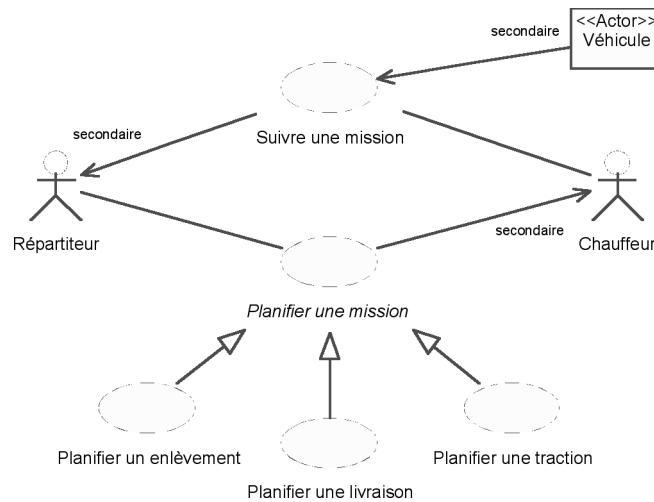 <<Actor>>
Véhicule
secondaire
Suivre une mission
secondaire
Répartiteur
Chauffeur
secondaire
Planifier une mission
Planifier un enlèvement
Planifier une traction
Planifier une livraison